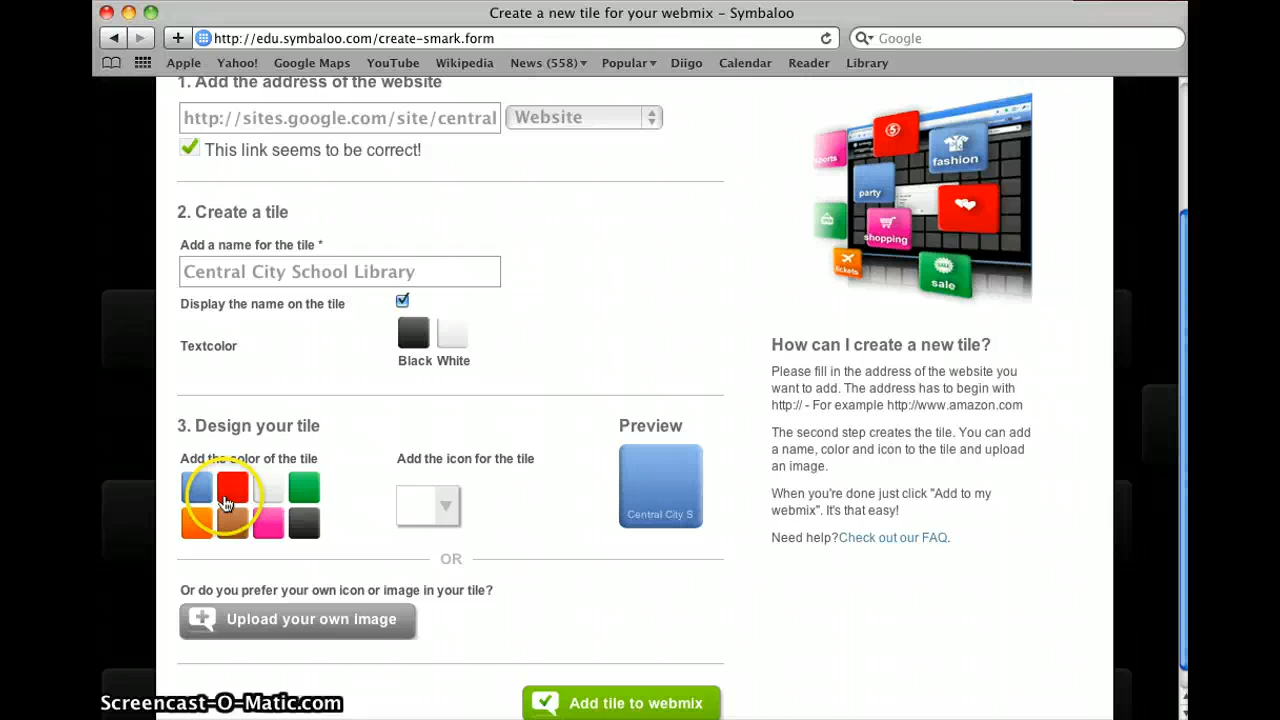 Create a new tile for your webmix – Symbaloo
http://edu.symbaloo.com/create-smark.form
Google
Apple Yahoo! Google Maps YouTube Wikipedia News (558) Popular Diigo Calendar Reader Library
1. Add the address of the website
http://sites.google.com/site/central
Website
This link seems to be correct!
2. Create a tile
Add a name for the tile *
Central City School Library
Display the name on the tile
Textcolor
Black White
3. Design your tile
Add the color of the tile
Add the icon for the tile
Preview
Central City S
OR
Or do you prefer your own icon or image in your tile?
Upload your own image
Add tile to webmix
sports
5
fashion
party
shopping
tickets
SALE
sale
How can I create a new tile?
Please fill in the address of the website you
want to add. The address has to begin with
http:// - For example http://www.amazon.com
The second step creates the tile. You can add
a name, color and icon to the tile and upload
an image.
When you're done just click "Add to my
webmix". It's that easy!
Need help?Check out our FAQ.
Screencast-O-Matic.com